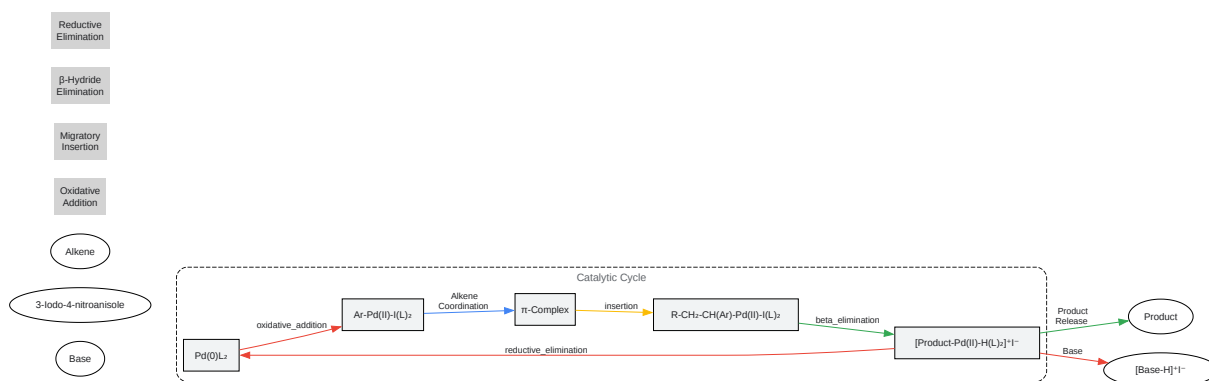 Reductive
Elimination
β-Hydride
Elimination
Migratory
Insertion
Oxidative
Addition
Alkene
3-Iodo-4-nitroanisole
Base
Catalytic Cycle
Pd(0)L₂
oxidative_addition
Ar-Pd(II)-I(L)₂
Alkene
Coordination
π-Complex
insertion
R-CH₂-CH(Ar)-Pd(II)-I(L)₂
beta_elimination
[Product-Pd(II)-H(L)₂]⁺I⁻
reductive_elimination
Product
Release
Product
Base
[Base-H]⁺I⁻